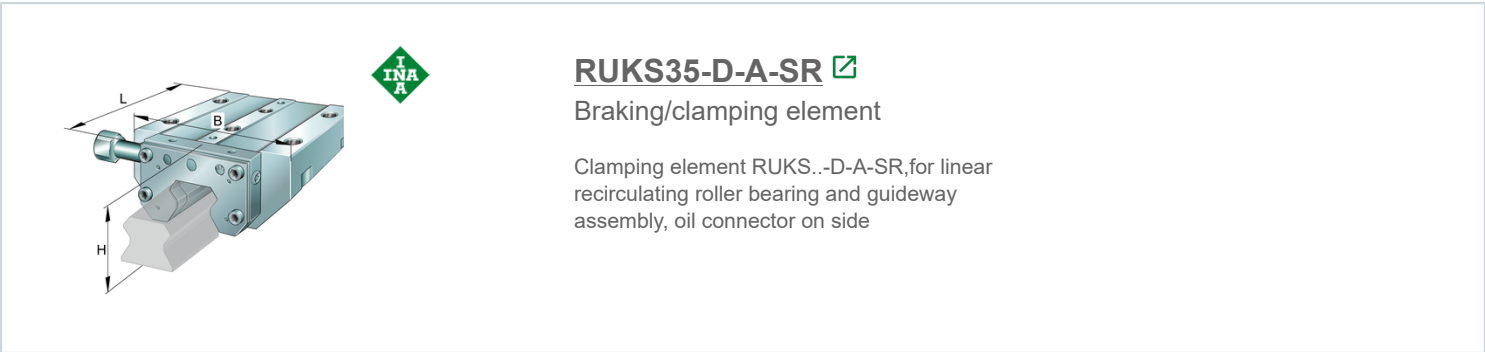 L
B
H
I
INA
A
RUKS35-D-A-SR
Braking/clamping element
Clamping element RUKS..-D-A-SR,for linear
recirculating roller bearing and guideway
assembly, oil connector on side